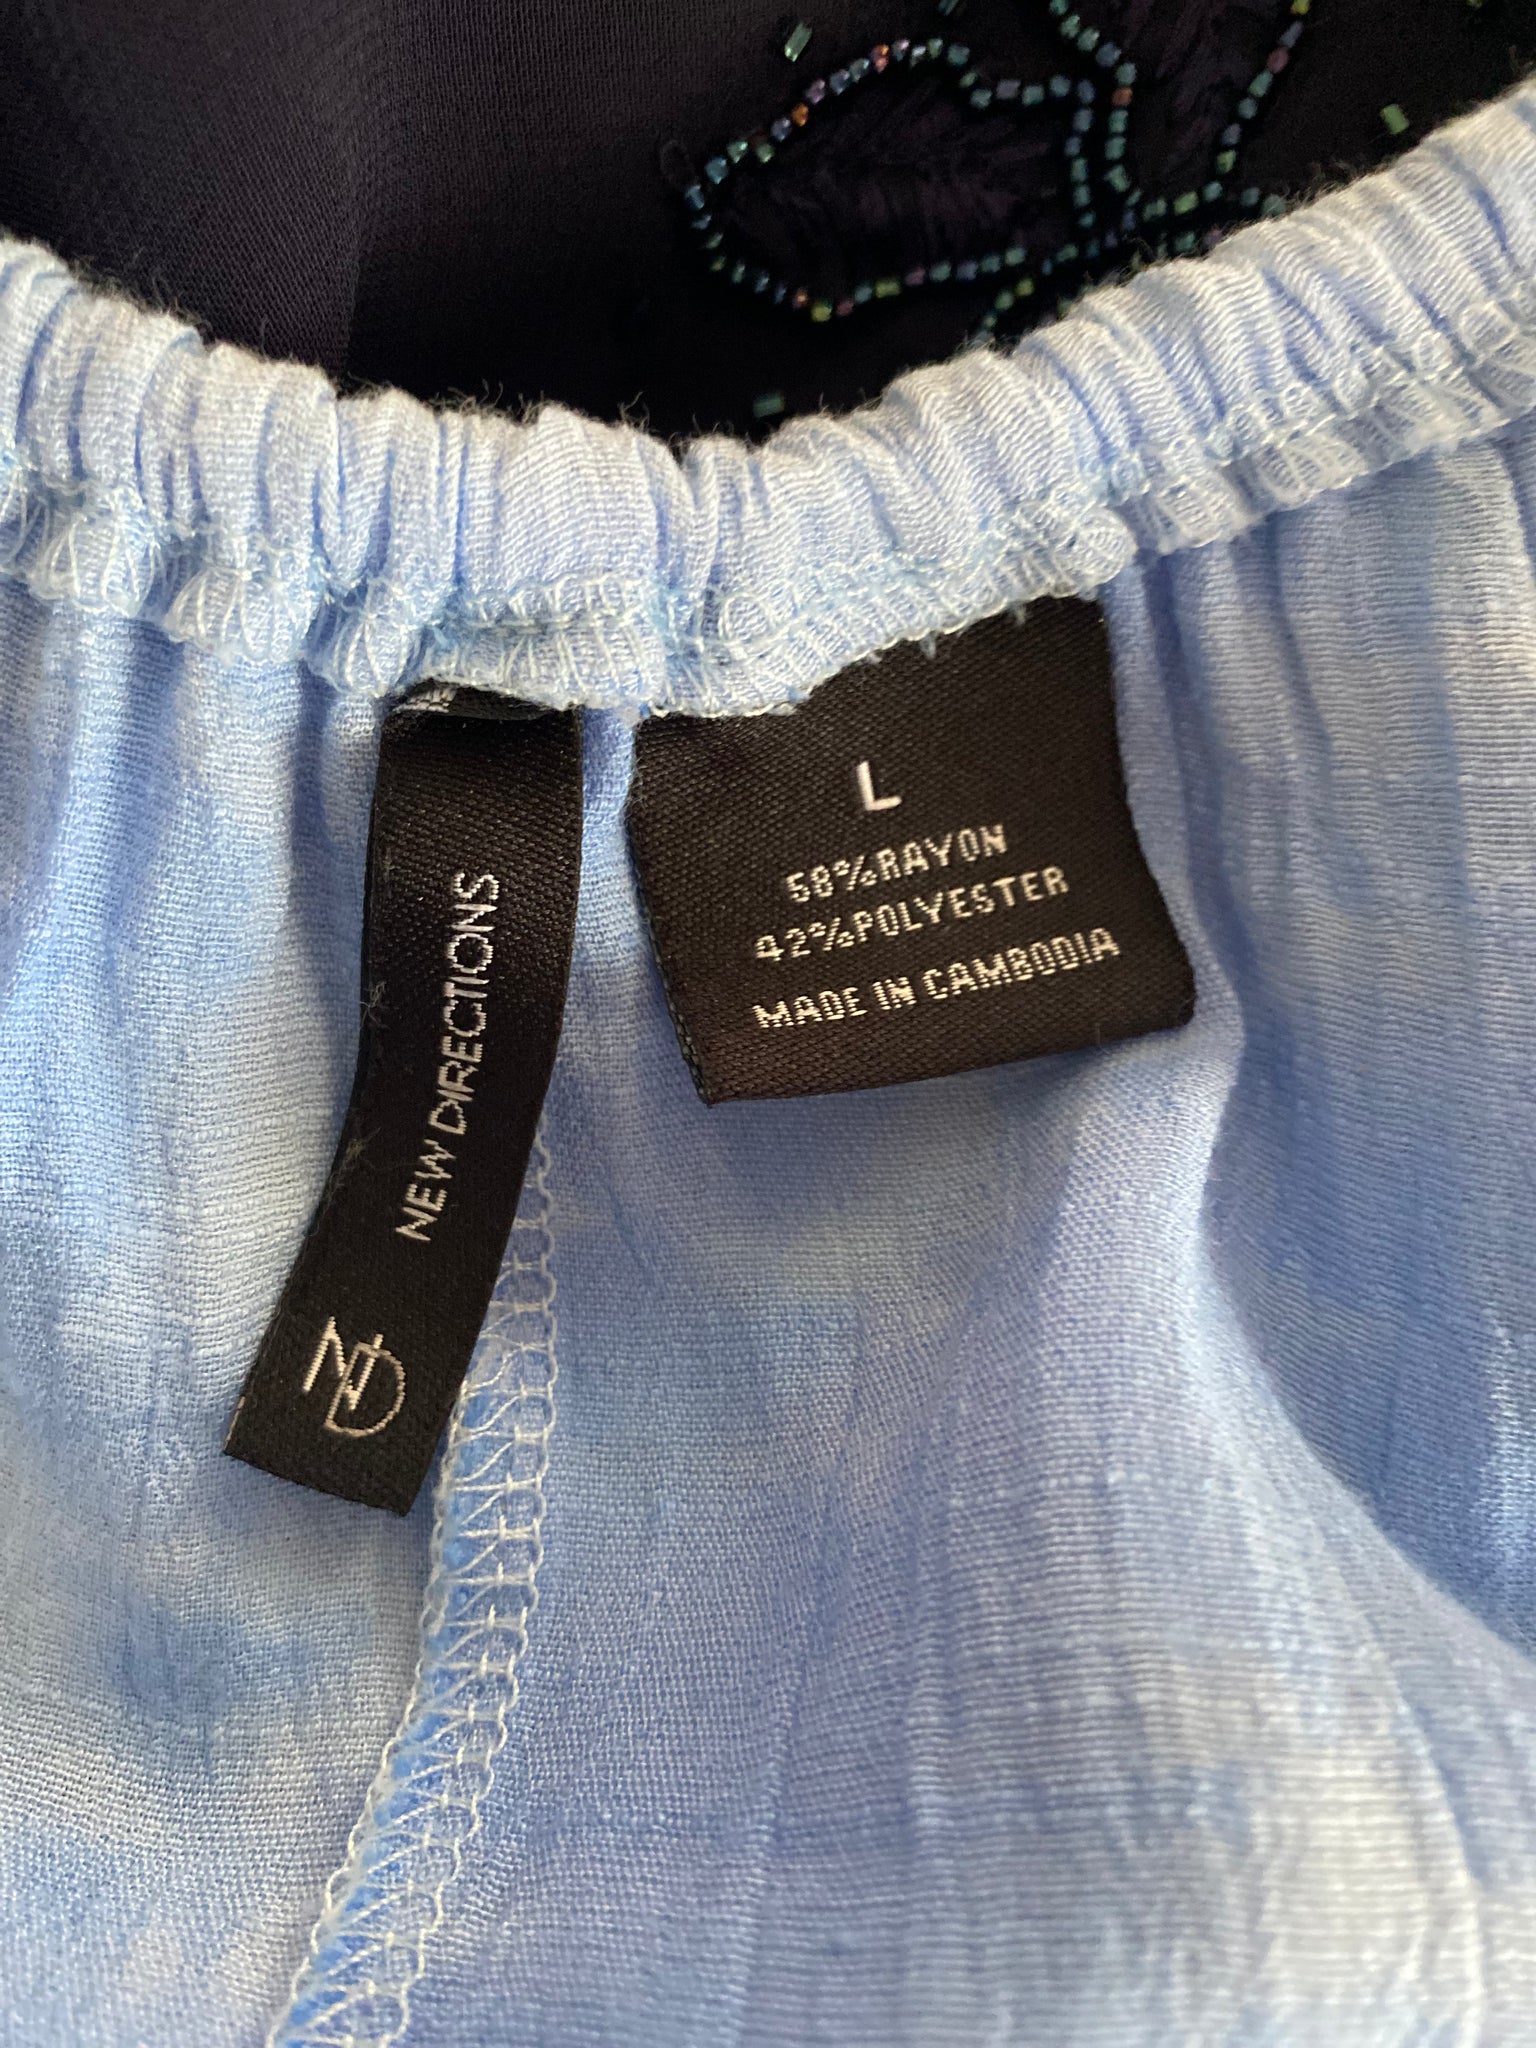 NEW DIRECTIONS
ND
L
58%RAYON
42%POLYESTER
MADE IN CAMBODIA